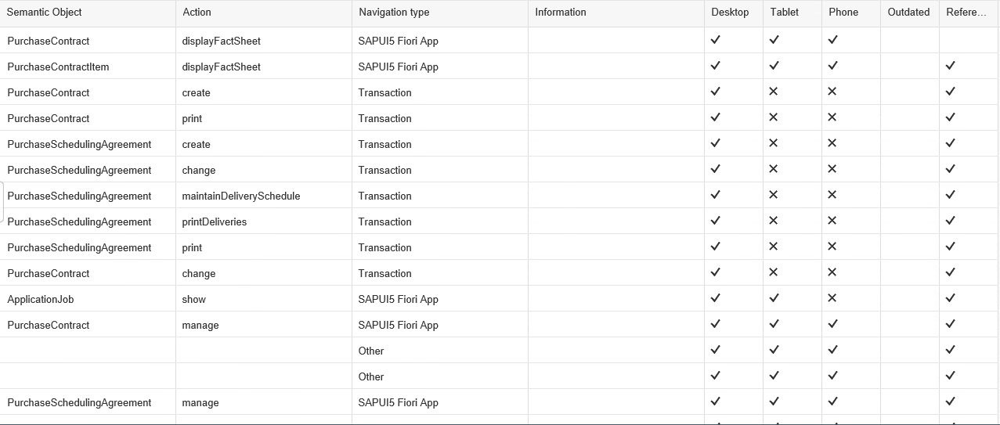 Semantic Object Action Navigation type Information Desktop Tablet Phone Outdated Refere...
PurchaseContract displayFactSheet SAPUI5 Fiori App
PurchaseContractItem displayFactSheet SAPUI5 Fiori App
PurchaseContract create Transaction
PurchaseContract print Transaction
PurchaseSchedulingAgreement create Transaction
PurchaseSchedulingAgreement change Transaction
PurchaseSchedulingAgreement maintainDeliverySchedule Transaction
PurchaseSchedulingAgreement printDeliveries Transaction
PurchaseSchedulingAgreement print Transaction
PurchaseContract change Transaction
ApplicationJob show SAPUI5 Fiori App
PurchaseContract manage SAPUI5 Fiori App
Other
Other
PurchaseSchedulingAgreement manage SAPUI5 Fiori App